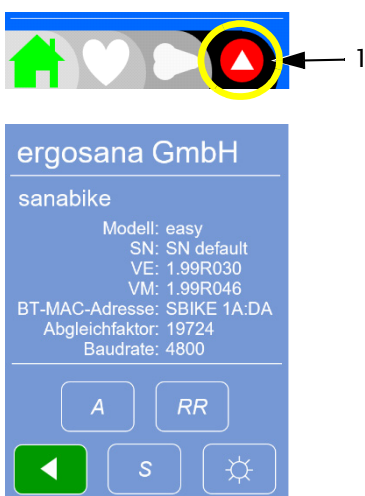 1
ergosana GmbH
sanabike
Modell: easy
SN: SN default
VE: 1.99R030
VM: 1.99R046
BT-MAC-Adresse: SBIKE 1A:DA
Abgleichfaktor: 19724
Baudrate: 4800
A RR
S